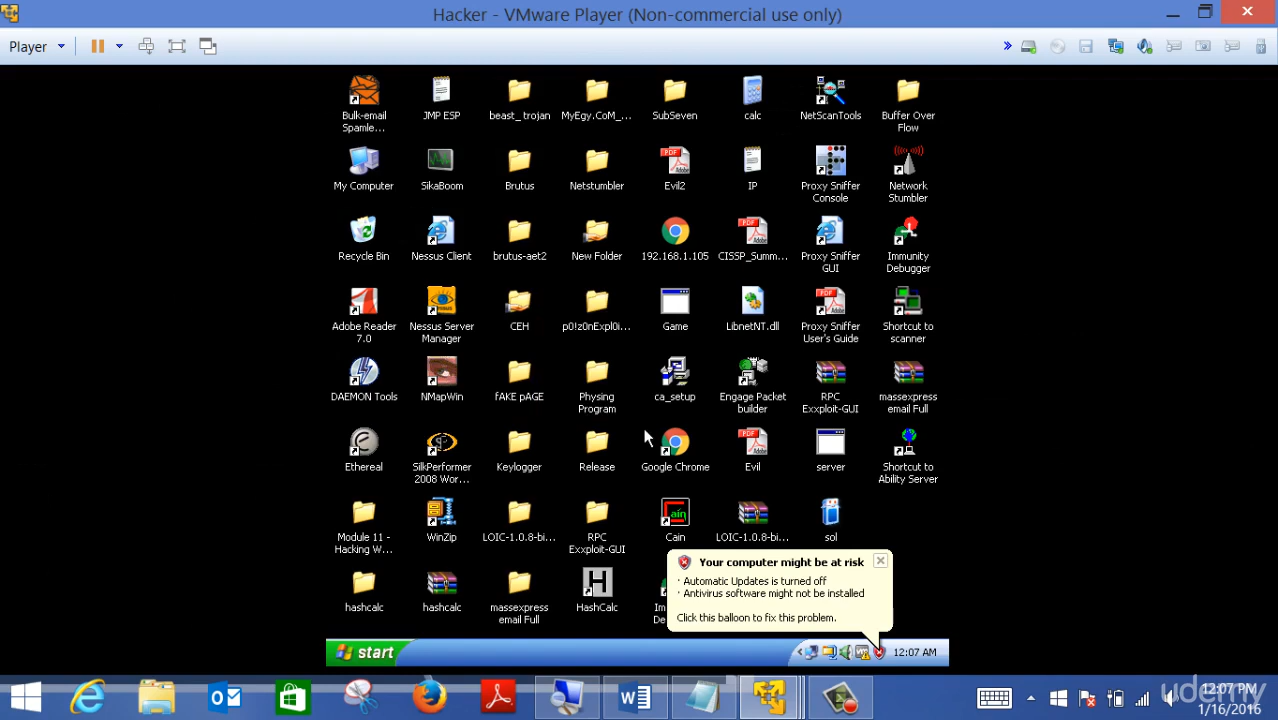 Hacker - VMware Player (Non-commercial use only)
Player
Bulk-email
Spamle...
JMP ESP
beast_ trojan
MyEgy.CoM_...
SubSeven
calc
NetScanTools
Buffer Over
Flow
My Computer
SikaBoom
Brutus
Netstumbler
Evil2
IP
Proxy Sniffer
Console
Network
Stumbler
Recycle Bin
Nessus Client
brutus-aet2
New Folder
192.168.1.105
CISSP_Summ...
Proxy Sniffer
GUI
Immunity
Debugger
Adobe Reader
7.0
Nessus Server
Manager
CEH
p0!z0nExpl0i...
Game
LibnetNT.dll
Proxy Sniffer
User's Guide
Shortcut to
scanner
DAEMON Tools
NMapWin
fAKE pAGE
Physing
Program
ca_setup
Engage Packet
builder
RPC
Exxploit-GUI
massexpress
email Full
Ethereal
SilkPerformer
2008 Wor...
Keylogger
Release
Google Chrome
Evil
server
Shortcut to
Ability Server
Module 11 -
Hacking W...
WinZip
LOIC-1.0.8-bi...
RPC
Exxploit-GUI
Cain
LOIC-1.0.8-bi...
sol
hashcalc
hashcalc
massexpress
email Full
HashCalc
Im
De
Your computer might be at risk
· Automatic Updates is turned off
· Antivirus software might not be installed
Click this balloon to fix this problem.
start
12:07 AM
12:07 PM
1/16/2016
udemy